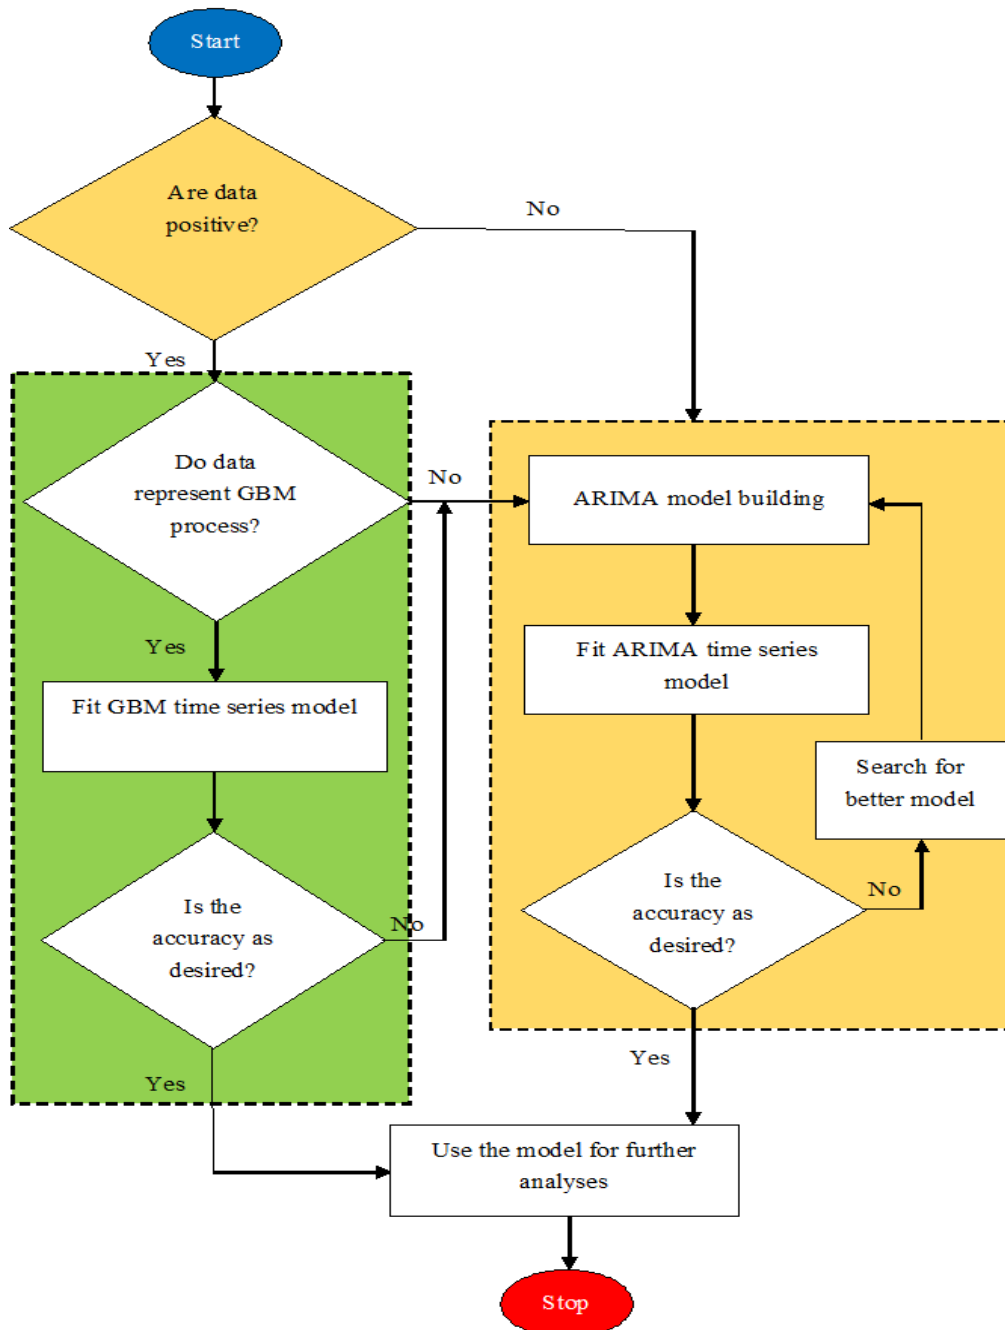 Start
Are data
positive?
No
Yes
Do data
represent GBM
process?
No
ARIMA model building
Yes
Fit ARIMA time series
model
Fit GBM time series model
Search for
better model
Is the
accuracy as
desired?
No
Is the
accuracy as
desired?
No
Yes
Yes
Use the model for further
analyses
Stop